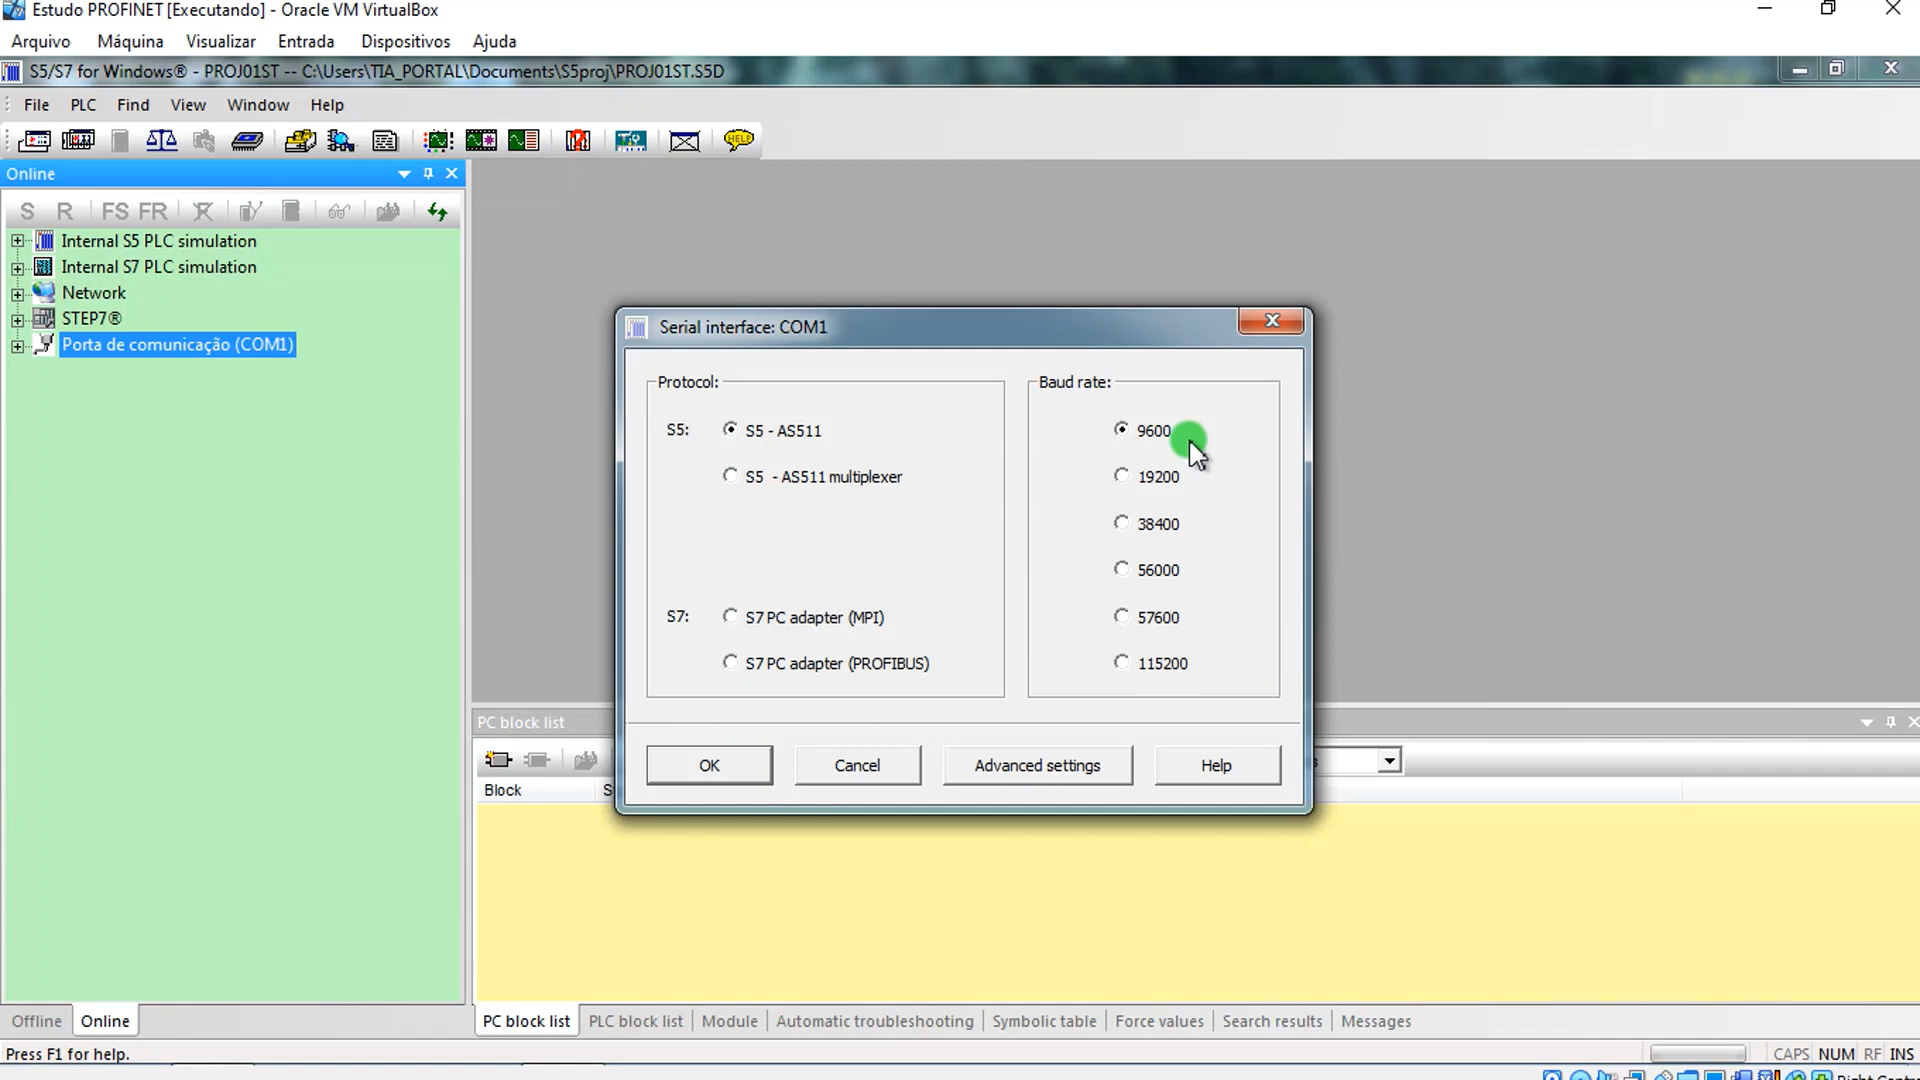 Estudo PROFINET [Executando] - Oracle VM VirtualBox
Arquivo Máquina Visualizar Entrada Dispositivos Ajuda
S5/S7 for Windows® - PROJ01ST -- C:\Users\TIA_PORTAL\Documents\S5proj\PROJ01ST.S5D
File PLC Find View Window Help
HELP
Online
S R FS FR
Internal S5 PLC simulation
Internal S7 PLC simulation
Network
STEP7®
Porta de comunicação (COM1)
Serial interface: COM1
Protocol:
S5: S5 - AS511
S5 - AS511 multiplexer
S7: S7 PC adapter (MPI)
S7 PC adapter (PROFIBUS)
Baud rate:
9600
19200
38400
56000
57600
115200
OK Cancel Advanced settings Help
PC block list
Block
Offline Online
PC block list PLC block list Module Automatic troubleshooting Symbolic table Force values Search results Messages
Press F1 for help.
CAPS NUM RF INS